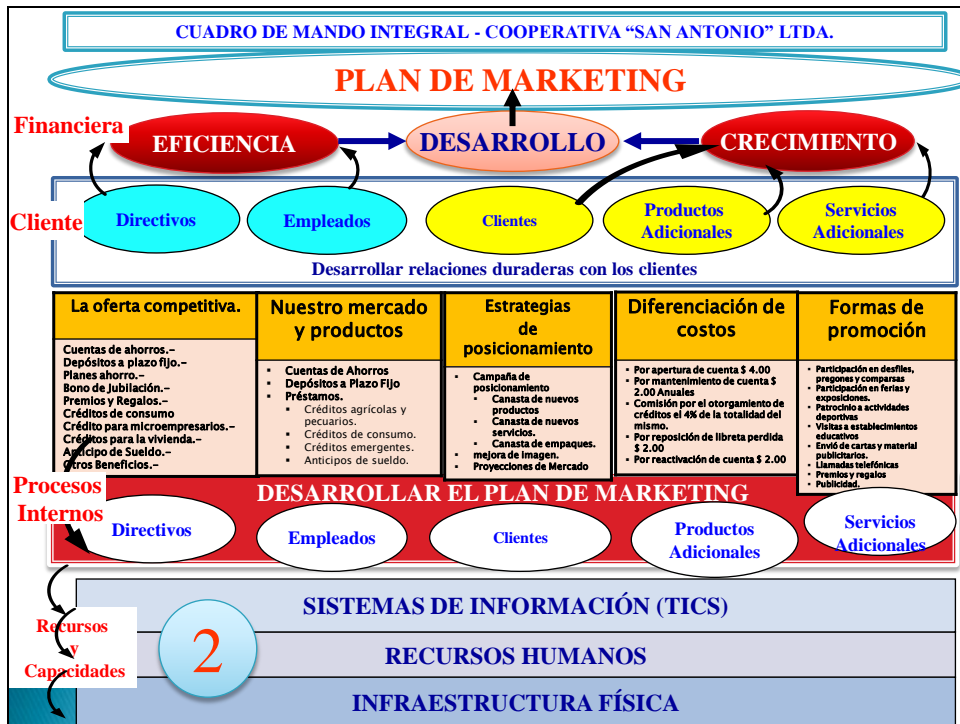 CUADRO DE MANDO INTEGRAL - COOPERATIVA “SAN ANTONIO” LTDA.
PLAN DE MARKETING
Financiera
EFICIENCIA
DESARROLLO
CRECIMIENTO
Cliente
Directivos
Empleados
Clientes
Productos
Adicionales
Servicios
Adicionales
Desarrollar relaciones duraderas con los clientes
La oferta competitiva.
Cuentas de ahorros.–
Depósitos a plazo fijo.–
Planes ahorro.–
Bono de Jubilación.–
Premios y Regalos.–
Créditos de consumo
Crédito para microempresarios.–
Créditos para la vivienda.–
Anticipo de Sueldo.–
Otros Beneficios.–
Nuestro mercado
y productos
▪ Cuentas de Ahorros
▪ Depósitos a Plazo Fijo
▪ Préstamos.
▪ Créditos agrícolas y
pecuarios.
▪ Créditos de consumo.
▪ Créditos emergentes.
▪ Anticipos de sueldo.
Estrategias
de
posicionamiento
▪ Campaña de
posicionamiento
▪ Canasta de nuevos
productos
▪ Canasta de nuevos
servicios.
▪ Canasta de empaques.
▪ mejora de imagen.
▪ Proyecciones de Mercado
Diferenciación de
costos
▪ Por apertura de cuenta $ 4.00
▪ Por mantenimiento de cuenta $
2.00 Anuales
▪ Comisión por el otorgamiento de
créditos el 4% de la totalidad del
mismo.
▪ Por reposición de libreta perdida
$ 2.00
▪ Por reactivación de cuenta $ 2.00
Formas de
promoción
▪ Participación en desfiles,
pregones y comparsas
▪ Participación en ferias y
exposiciones.
▪ Patrocinio a actividades
deportivas
▪ Visitas a establecimientos
educativos
▪ Envió de cartas y material
publicitarios.
▪ Llamadas telefónicas
▪ Premios y regalos
▪ Publicidad.
Procesos
Internos
DESARROLLAR EL PLAN DE MARKETING
Directivos
Empleados
Clientes
Productos
Adicionales
Servicios
Adicionales
Recursos
y
Capacidades
2
SISTEMAS DE INFORMACIÓN (TICS)
RECURSOS HUMANOS
INFRAESTRUCTURA FÍSICA